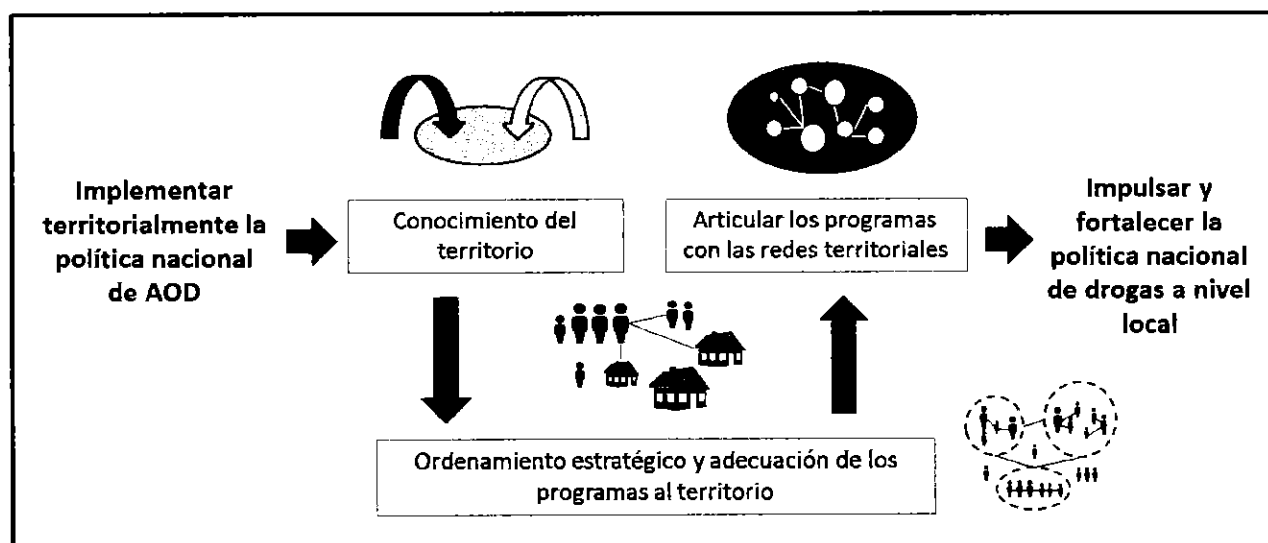 Implementar
territorialmente la
política nacional
de AOD
Conocimiento del
territorio
Articular los programas
con las redes territoriales
Impulsar y
fortalecer la
política nacional
de drogas a nivel
local
Ordenamiento estratégico y adecuación de los
programas al territorio